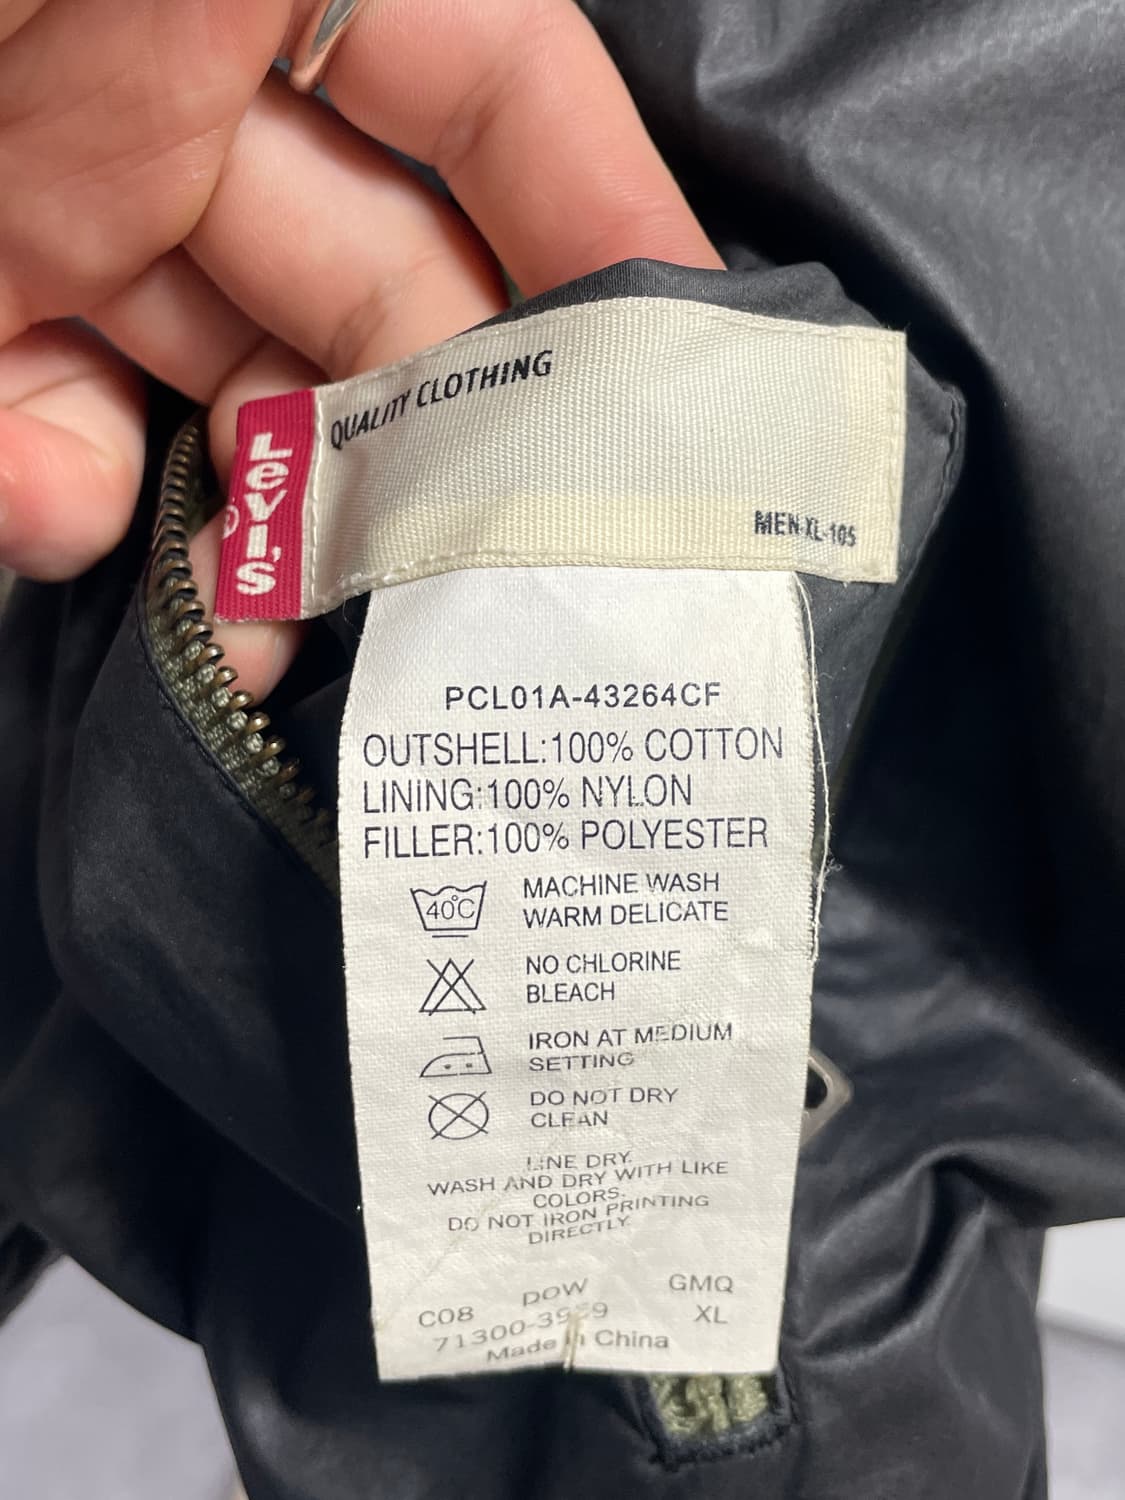 QUALITY CLOTHING
Levi's
®
MEN XL-105
PCL01A-43264CF
OUTSHELL:100% COTTON
LINING:100% NYLON
FILLER:100% POLYESTER
40°C
MACHINE WASH
WARM DELICATE
NO CHLORINE
BLEACH
IRON AT MEDIUM
SETTING
DO NOT DRY
CLEAN
LINE DRY.
WASH AND DRY WITH LIKE
COLORS.
DO NOT IRON PRINTING
DIRECTLY.
DOW GMQ
C08 XL
Made in China